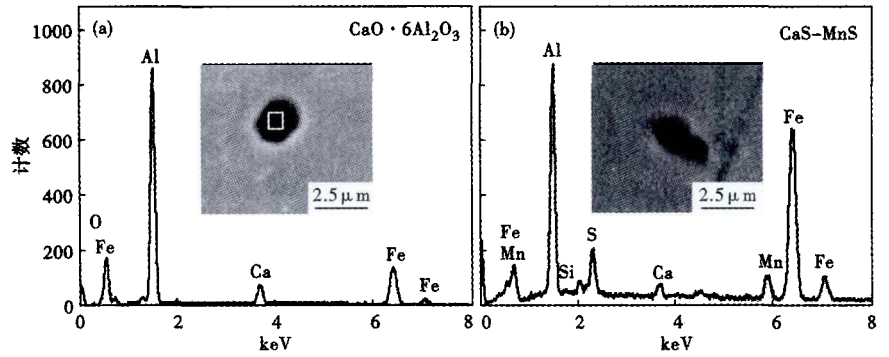 (a) CaO · 6Al₂O₃
(b) CaS-MnS
计数
1000
800
600
400
200
0
Al
O
Fe
Ca
Fe
Fe
2.5 μm
0 2 4 6 8
keV
Al
Fe
Mn
Si
S
Ca
Mn
Fe
Fe
2.5 μm
0 2 4 6 8
keV